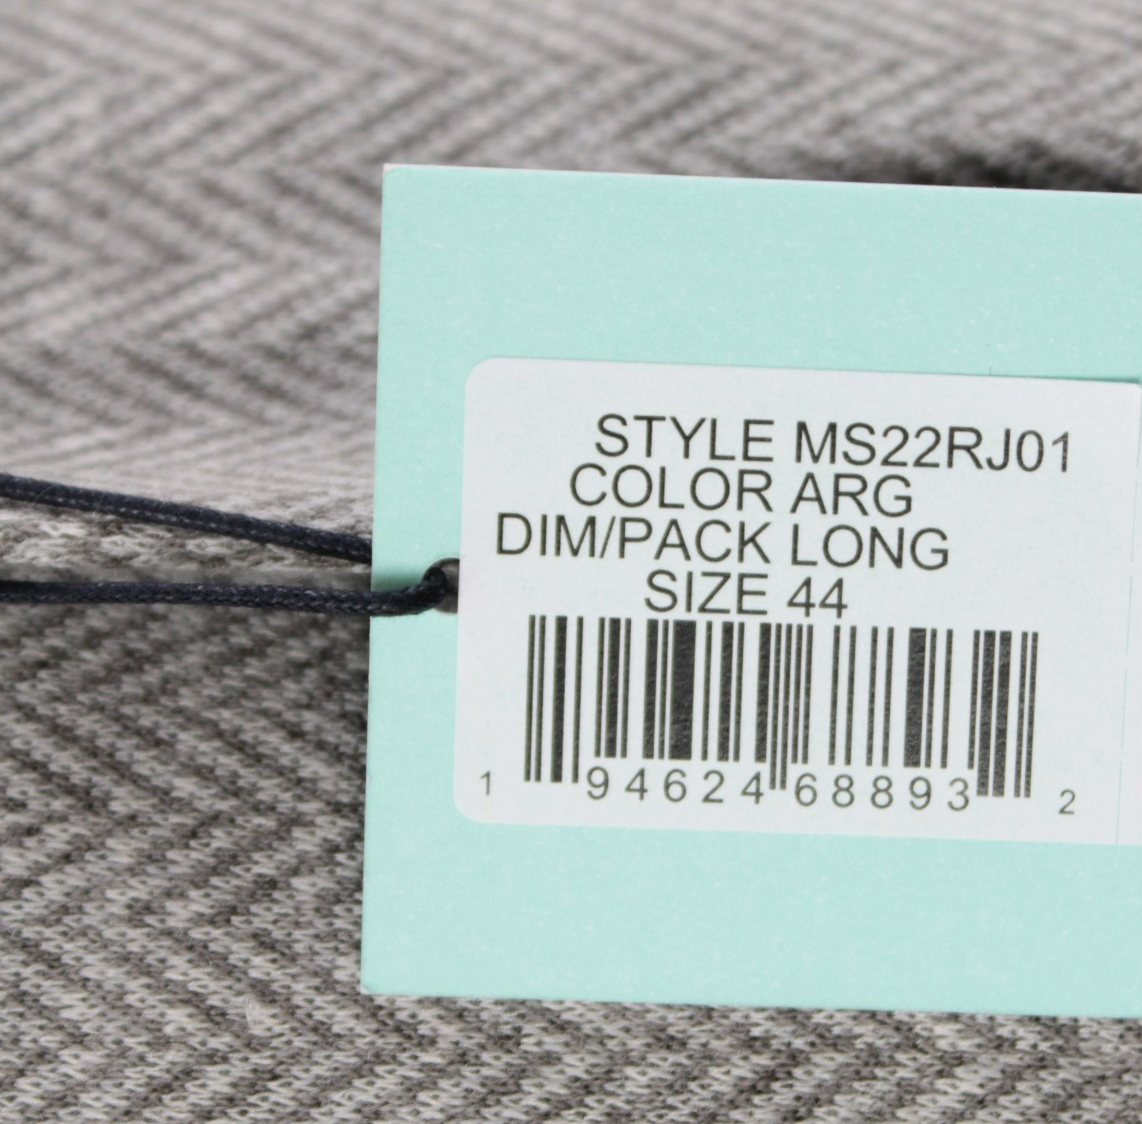 STYLE MS22RJ01
COLOR ARG
DIM/PACK LONG
SIZE 44
1 94624 68893 2